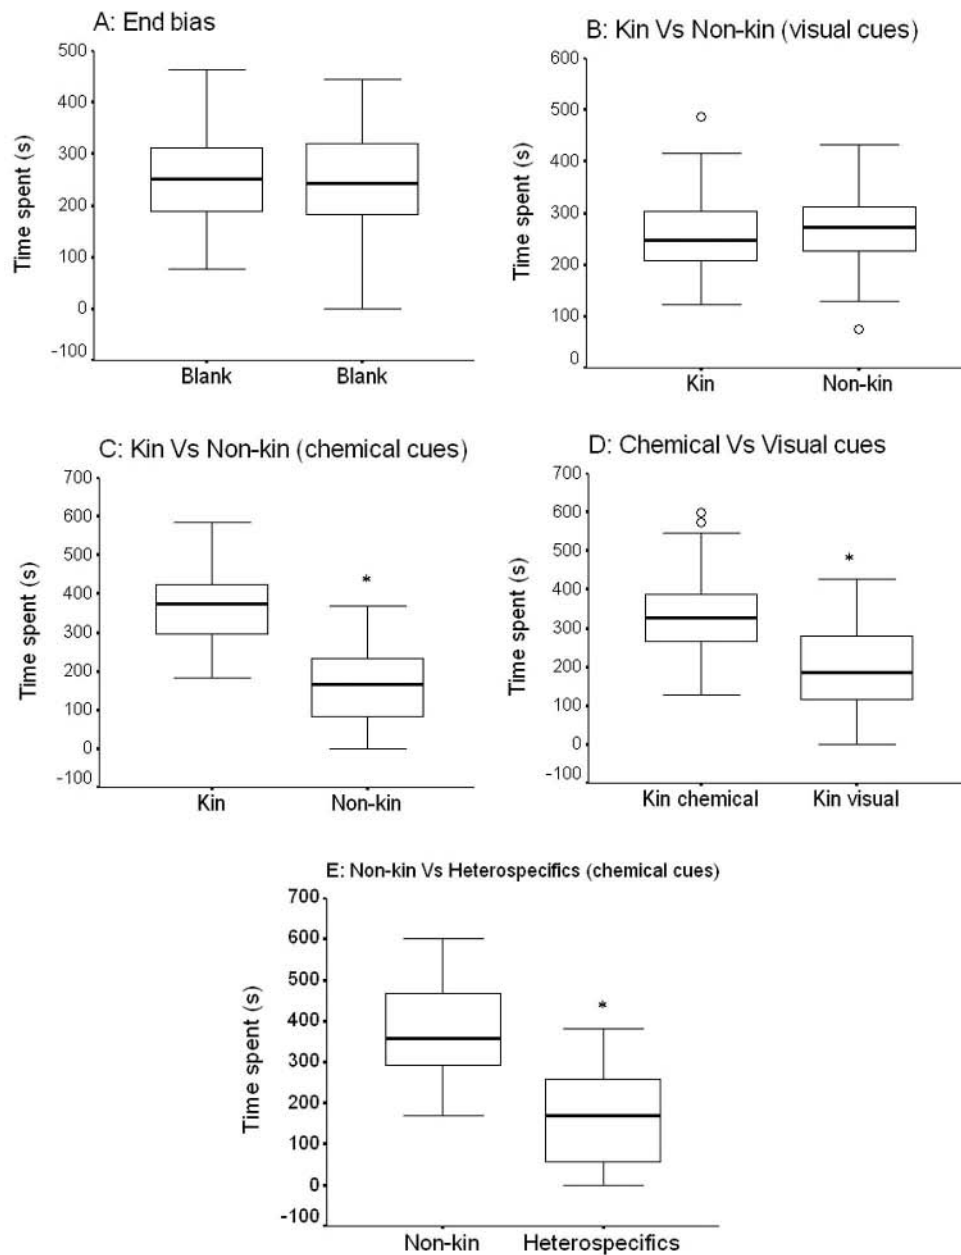 A: End bias
500
400
300
200
100
0
-100
Time spent (s)
Blank
Blank
B: Kin Vs Non-kin (visual cues)
600
500
400
300
200
100
0
Time spent (s)
Kin
Non-kin
C: Kin Vs Non-kin (chemical cues)
700
600
500
400
300
200
100
0
-100
Time spent (s)
*
Kin
Non-kin
D: Chemical Vs Visual cues
700
600
500
400
300
200
100
0
-100
Time spent (s)
*
Kin chemical
Kin visual
E: Non-kin Vs Heterospecifics (chemical cues)
700
600
500
400
300
200
100
0
-100
Time spent (s)
*
Non-kin
Heterospecifics